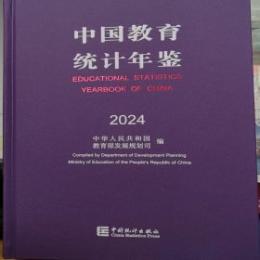 中国教育
统计年鉴
EDUCATIONAL STATISTICS
YEARBOOK OF CHINA
2024
中华人民共和国
教育部发展规划司 编
Compiled by Department of Development Planning
Ministry of Education of the People's Republic of China
中国统计出版社
China Statistics Press